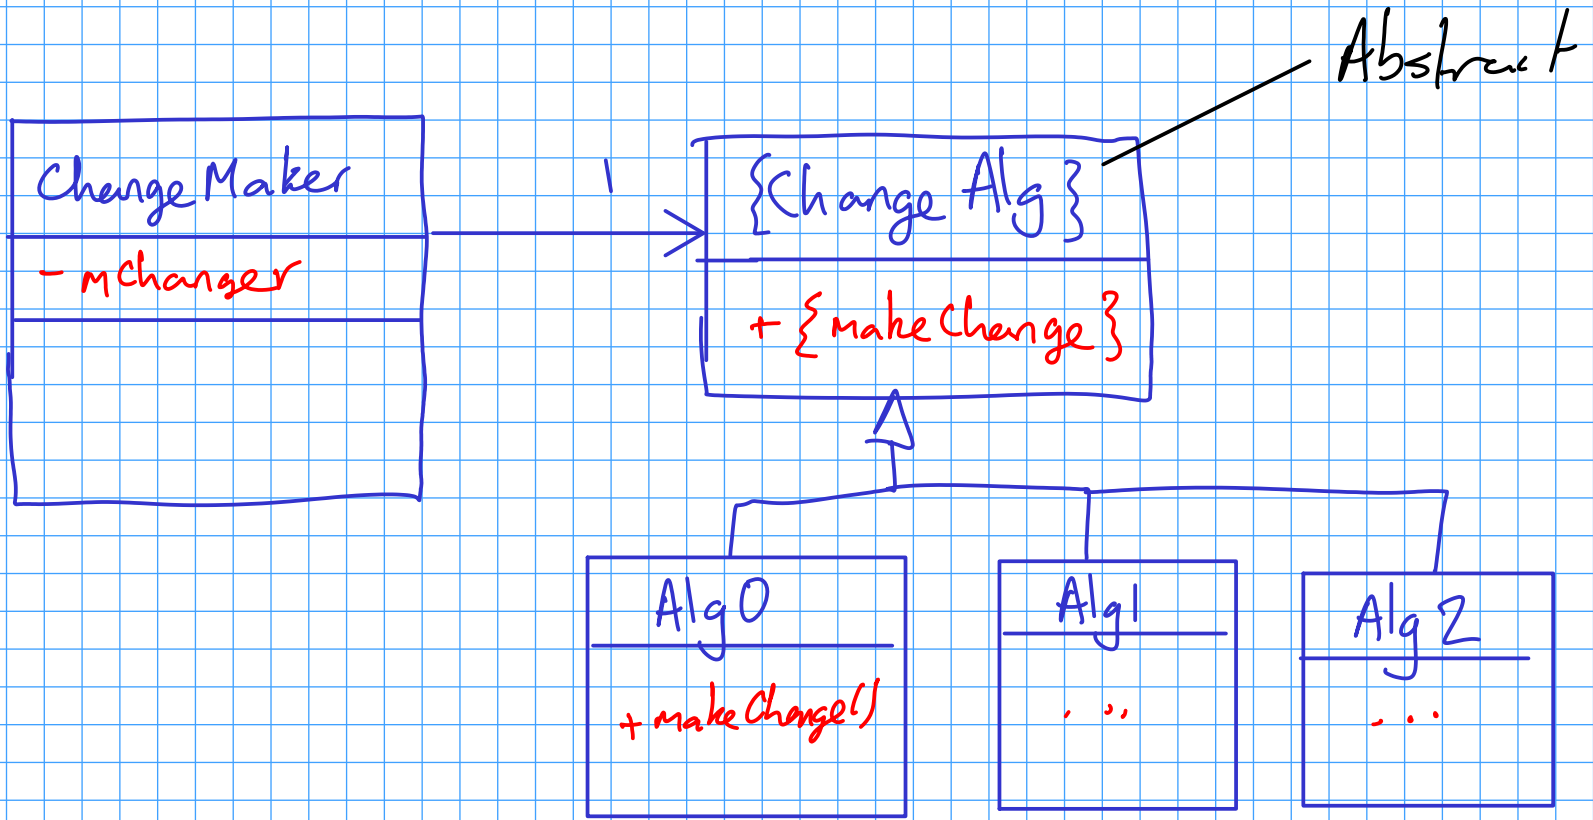 Abstract
ChangeMaker
1
{Change Alg}
- mChanger
+ {makeChange}
Alg0
Alg1
Alg2
+makeChange()
...
...